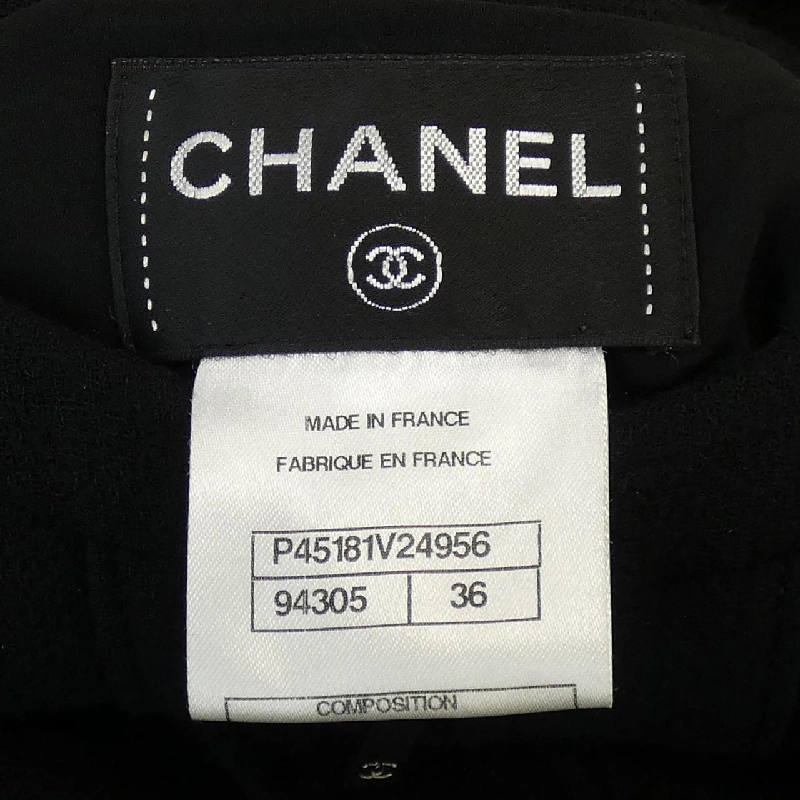 CHANEL
MADE IN FRANCE
FABRIQUE EN FRANCE
P45181V24956
94305 36
COMPOSITION